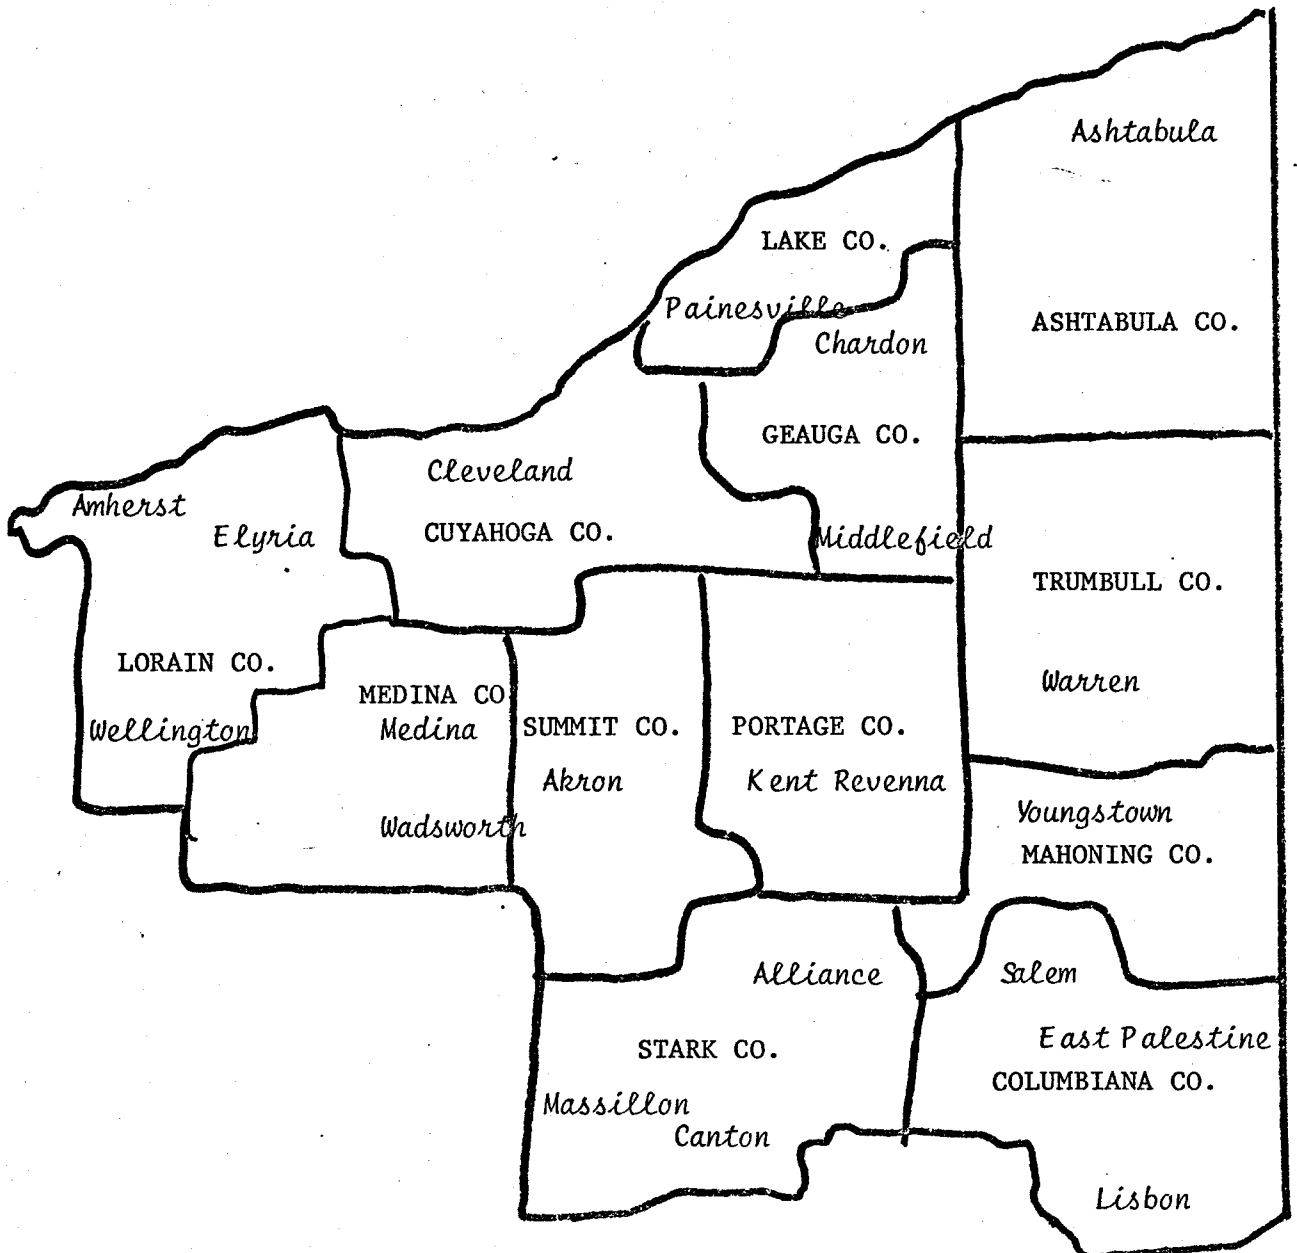 Ashtabula
LAKE CO.
Painesville
ASHTABULA CO.
Chardon
GEAUGA CO.
Cleveland
Amherst
Elyria
CUYAHOGA CO.
Middlefield
TRUMBULL CO.
LORAIN CO.
Warren
MEDINA CO
Wellington
Medina
SUMMIT CO.
PORTAGE CO.
Akron
Kent Revenna
Wadsworth
Youngstown
MAHONING CO.
Alliance
Salem
East Palestine
STARK CO.
COLUMBIANA CO.
Massillon
Canton
Lisbon